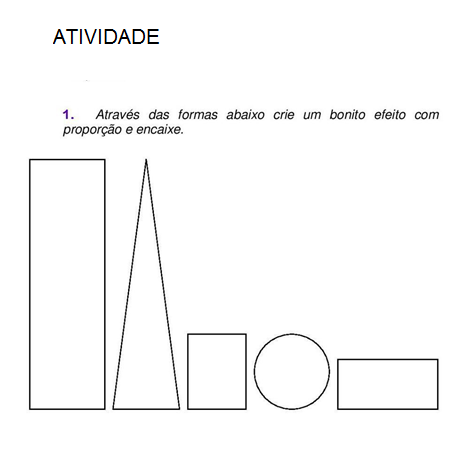 ATIVIDADE
1. Através das formas abaixo crie um bonito efeito com
proporção e encaixe.